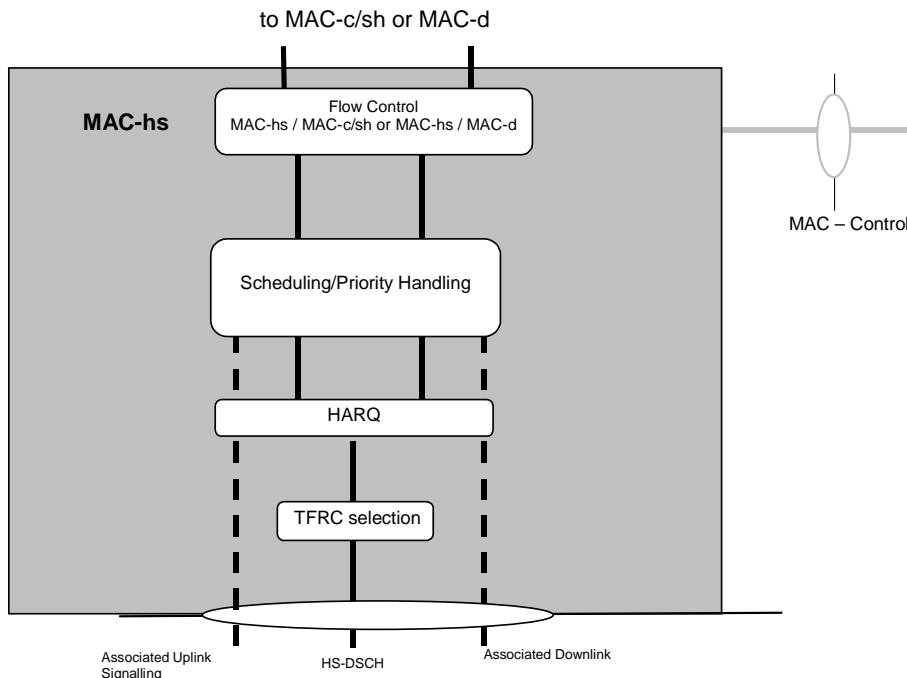 to MAC-c/sh or MAC-d
MAC-hs
Flow Control
MAC-hs / MAC-c/sh or MAC-hs / MAC-d
MAC – Control
Scheduling/Priority Handling
HARQ
TFRC selection
Associated Uplink
Signalling
HS-DSCH
Associated Downlink